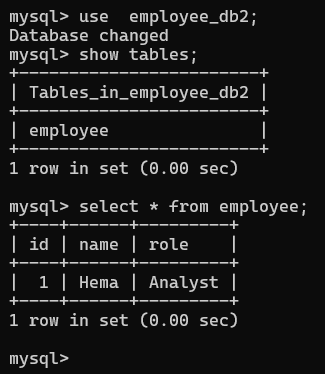 mysql> use  employee_db2;
Database changed
mysql> show tables;
+------------------------+
| Tables_in_employee_db2 |
+------------------------+
| employee               |
+------------------------+
1 row in set (0.00 sec)

mysql> select * from employee;
+----+------+---------+
| id | name | role    |
+----+------+---------+
|  1 | Hema | Analyst |
+----+------+---------+
1 row in set (0.00 sec)

mysql>